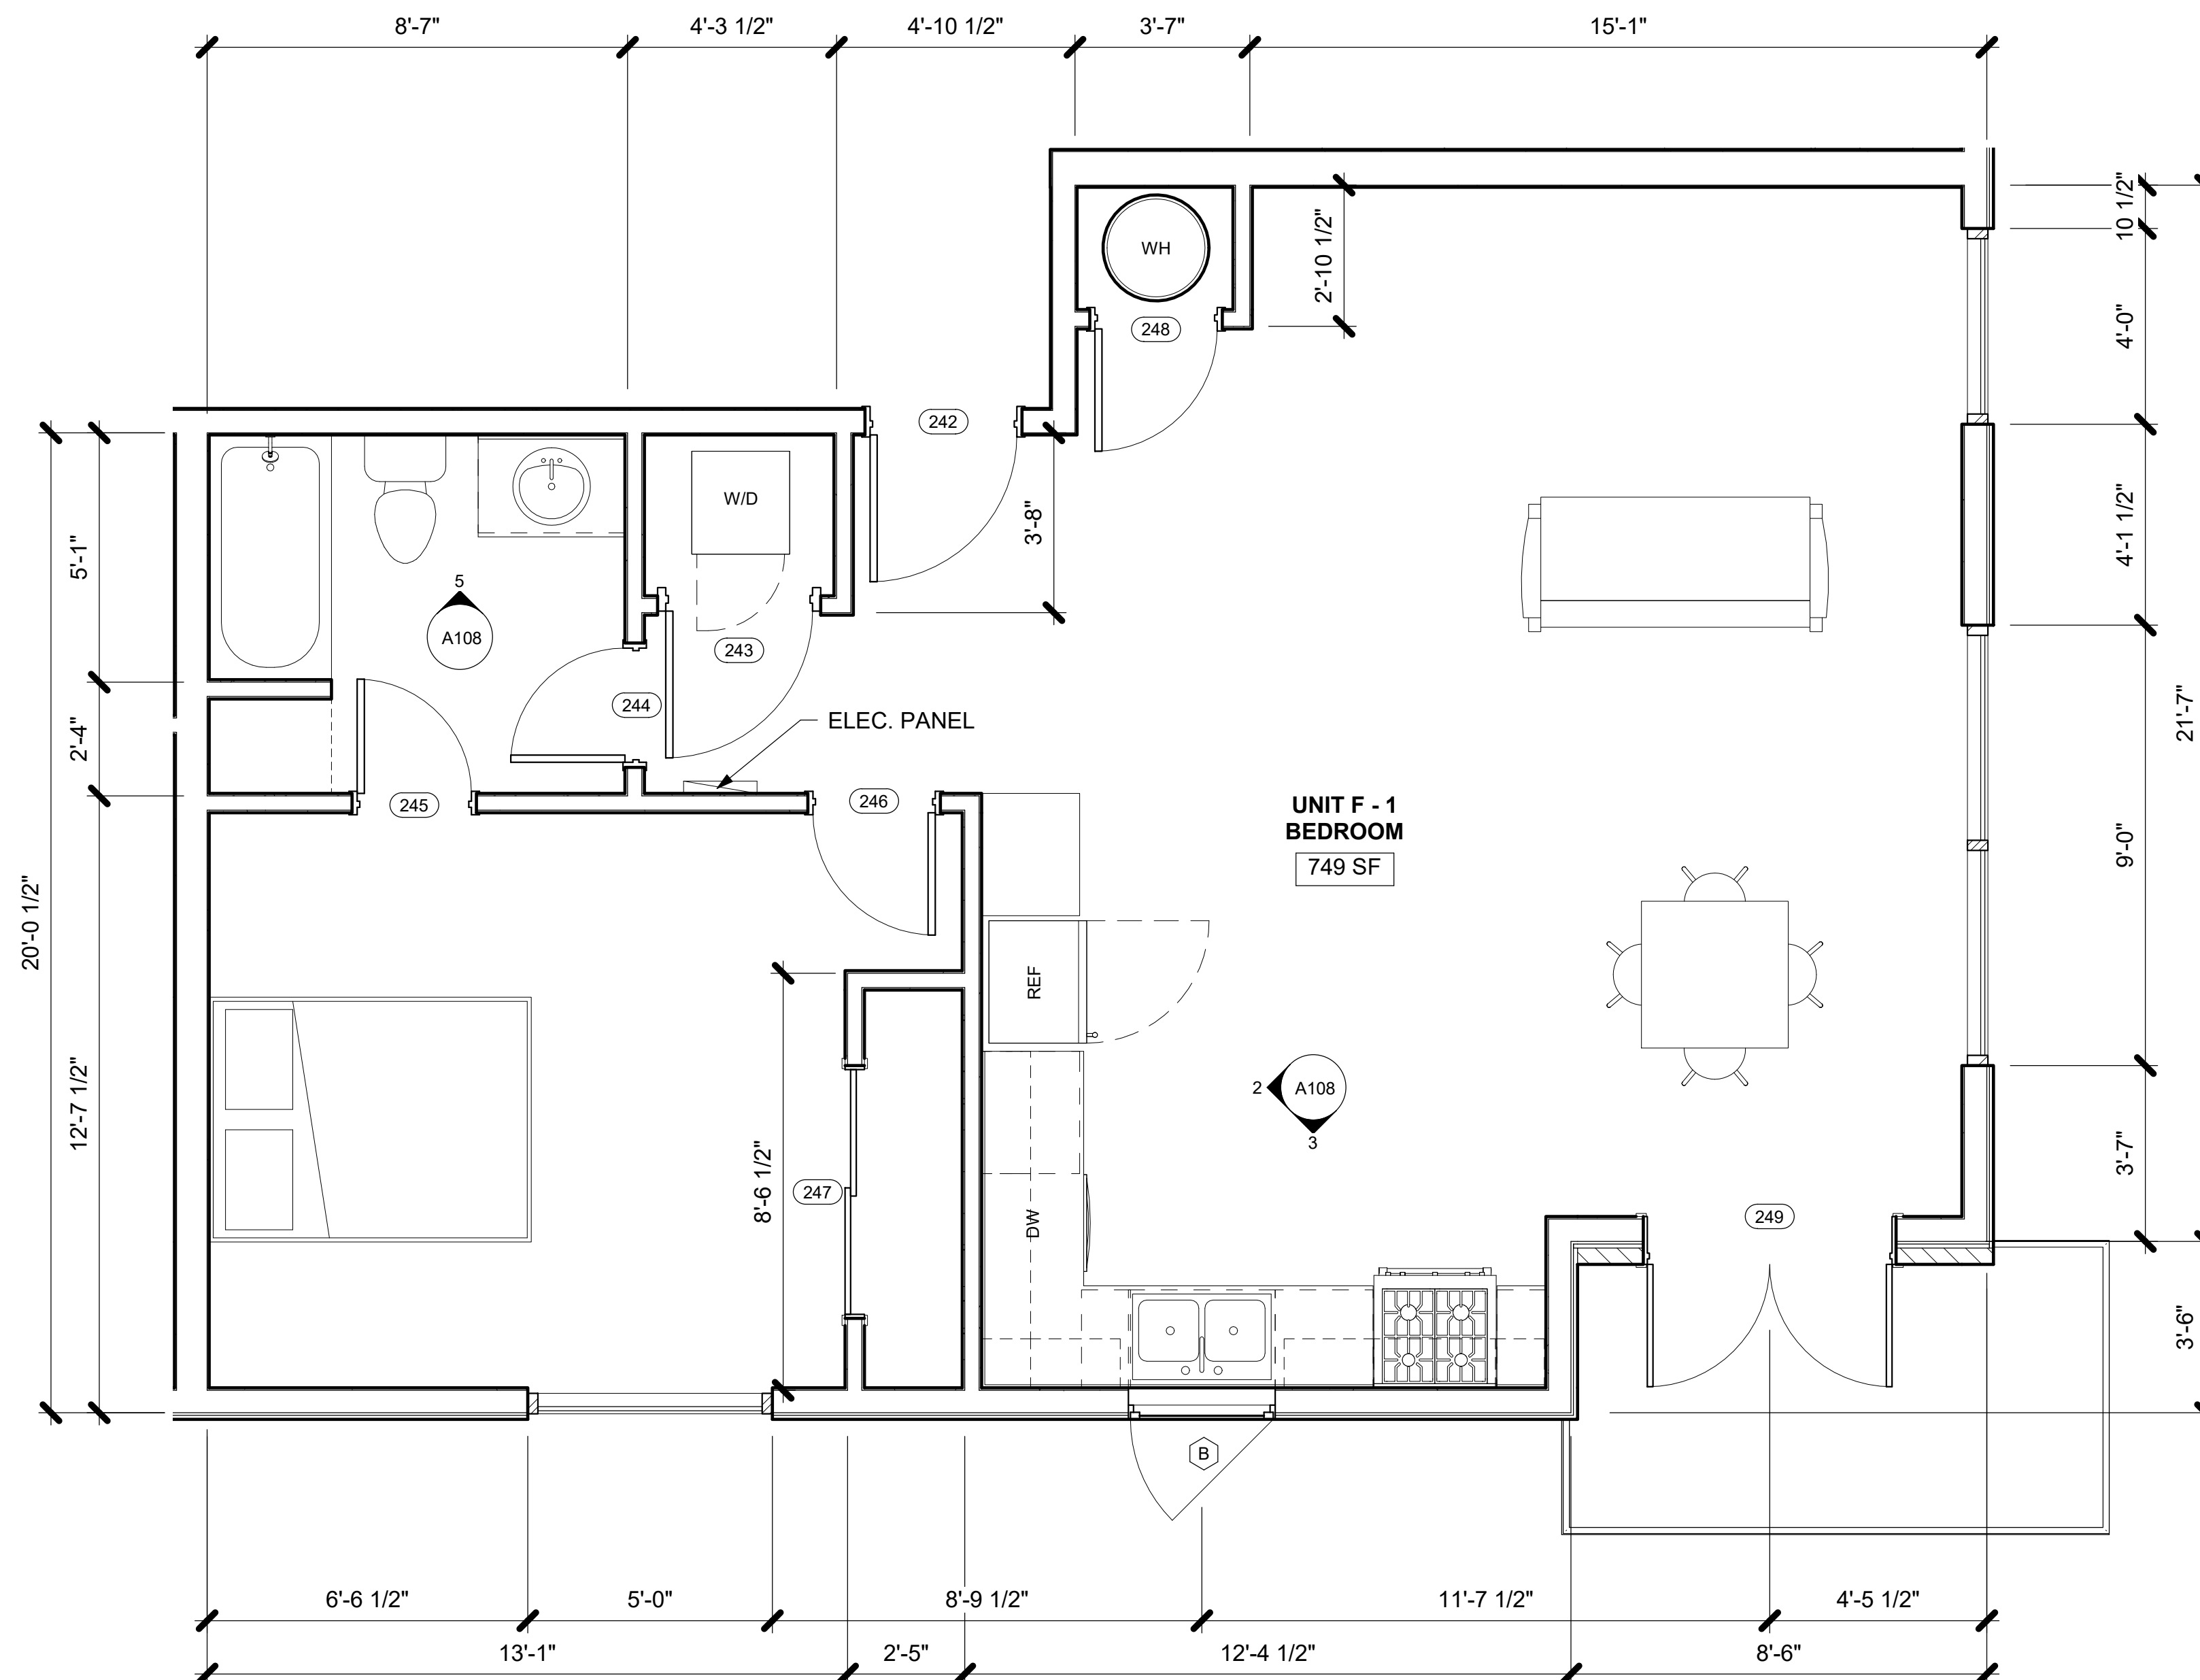 8'-7" 4'-3 1/2" 4'-10 1/2" 3'-7" 15'-1"
10 1/2"
WH
2'-10 1/2"
248
4'-0"
242
W/D
3'-8"
4'-1 1/2"
5'-1"
5
A108
243
244
ELEC. PANEL
2'-4"
21'-7"
245
246
UNIT F - 1
BEDROOM
749 SF
9'-0"
20'-0 1/2"
REF
12'-7 1/2"
2
A108
3
8'-6 1/2"
247
DW
249
3'-7"
3'-6"
B
6'-6 1/2" 5'-0" 8'-9 1/2" 11'-7 1/2" 4'-5 1/2"
13'-1" 2'-5" 12'-4 1/2" 8'-6"